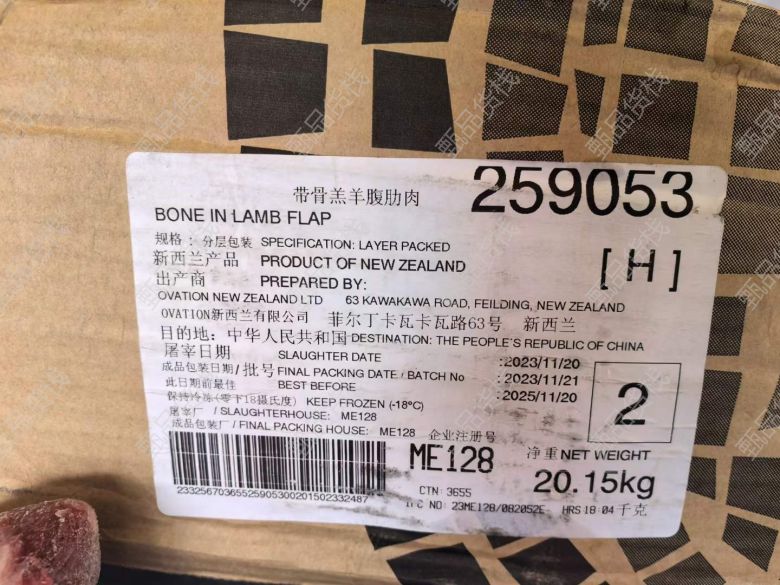 带骨羔羊腹肋肉
259053
BONE IN LAMB FLAP
规格：分层包装 SPECIFICATION: LAYER PACKED
新西兰产品 PRODUCT OF NEW ZEALAND
[H]
出产商 PREPARED BY:
OVATION NEW ZEALAND LTD 63 KAWAKAWA ROAD, FEILDING, NEW ZEALAND
OVATION新西兰有限公司 菲尔丁卡瓦卡瓦路63号 新西兰
目的地：中华人民共和国 DESTINATION: THE PEOPLE'S REPUBLIC OF CHINA
屠宰日期 SLAUGHTER DATE :2023/11/20
成品包装日期/批号 FINAL PACKING DATE / BATCH No :2023/11/21
此日期前最佳 BEST BEFORE :2025/11/20
2
保持冷冻(零下18摄氏度) KEEP FROZEN (-18°C)
屠宰厂 / SLAUGHTERHOUSE: ME128
成品包装厂 / FINAL PACKING HOUSE: ME128 企业注册号
ME128
净重 NET WEIGHT
20.15kg
千克
23325670365525905300201502332487
CTN: 3655
NO: 23ME128/082052E HRS 18:04
甄品货栈